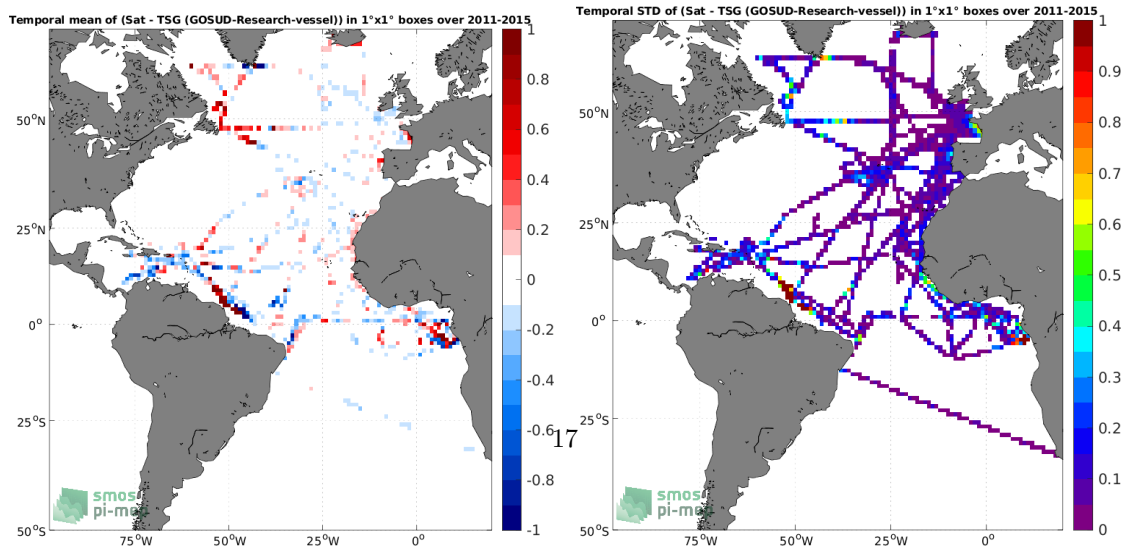 Temporal mean of (Sat - TSG (GOSUD-Research-vessel)) in 1°x1° boxes over 2011-2015
50°N
25°N
0°
25°S
50°S
75°W
50°W
25°W
0°
1
0.8
0.6
0.4
0.2
0
-0.2
-0.4
-0.6
-0.8
-1
smos
pi-mep
17
Temporal STD of (Sat - TSG (GOSUD-Research-vessel)) in 1°x1° boxes over 2011-2015
50°N
25°N
0°
25°S
50°S
75°W
50°W
25°W
0°
1
0.9
0.8
0.7
0.6
0.5
0.4
0.3
0.2
0.1
0
smos
pi-mep